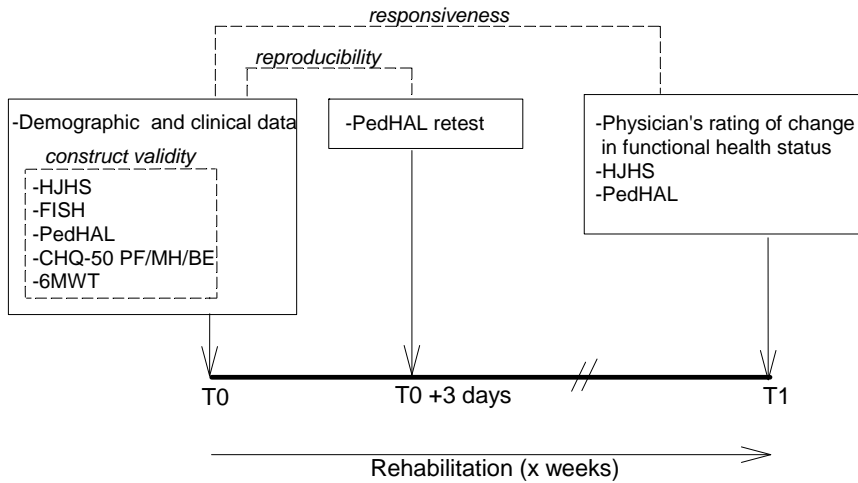 responsiveness
reproducibility
-Demographic and clinical data
construct validity
-HJHS
-FISH
-PedHAL
-CHQ-50 PF/MH/BE
-6MWT
-PedHAL retest
-Physician's rating of change
in functional health status
-HJHS
-PedHAL
T0
T0 +3 days
T1
Rehabilitation (x weeks)